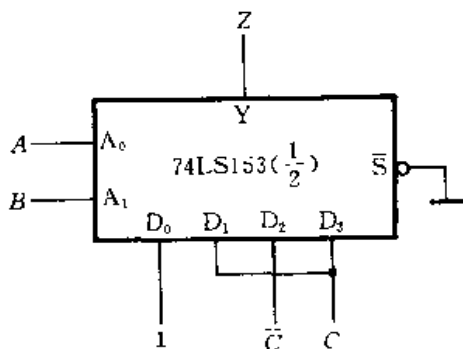 Z
Y
A A₀
74LS153(1/2) S̄
B A₁
D₀ D₁ D₂ D₃
1 C̄ C